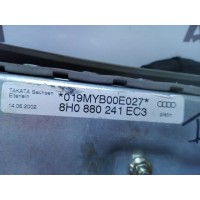 TAKATA Sachsen
Elterlein
14.06.2002
*019MYB00E027*
8H0 880 241 EC3